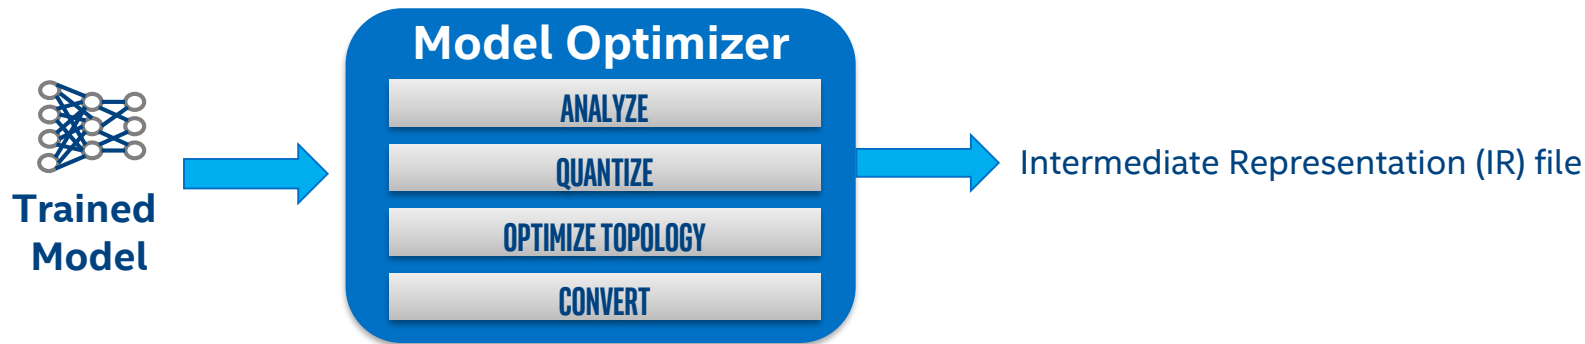 Trained
Model
Model Optimizer
ANALYZE
QUANTIZE
OPTIMIZE TOPOLOGY
CONVERT
Intermediate Representation (IR) file